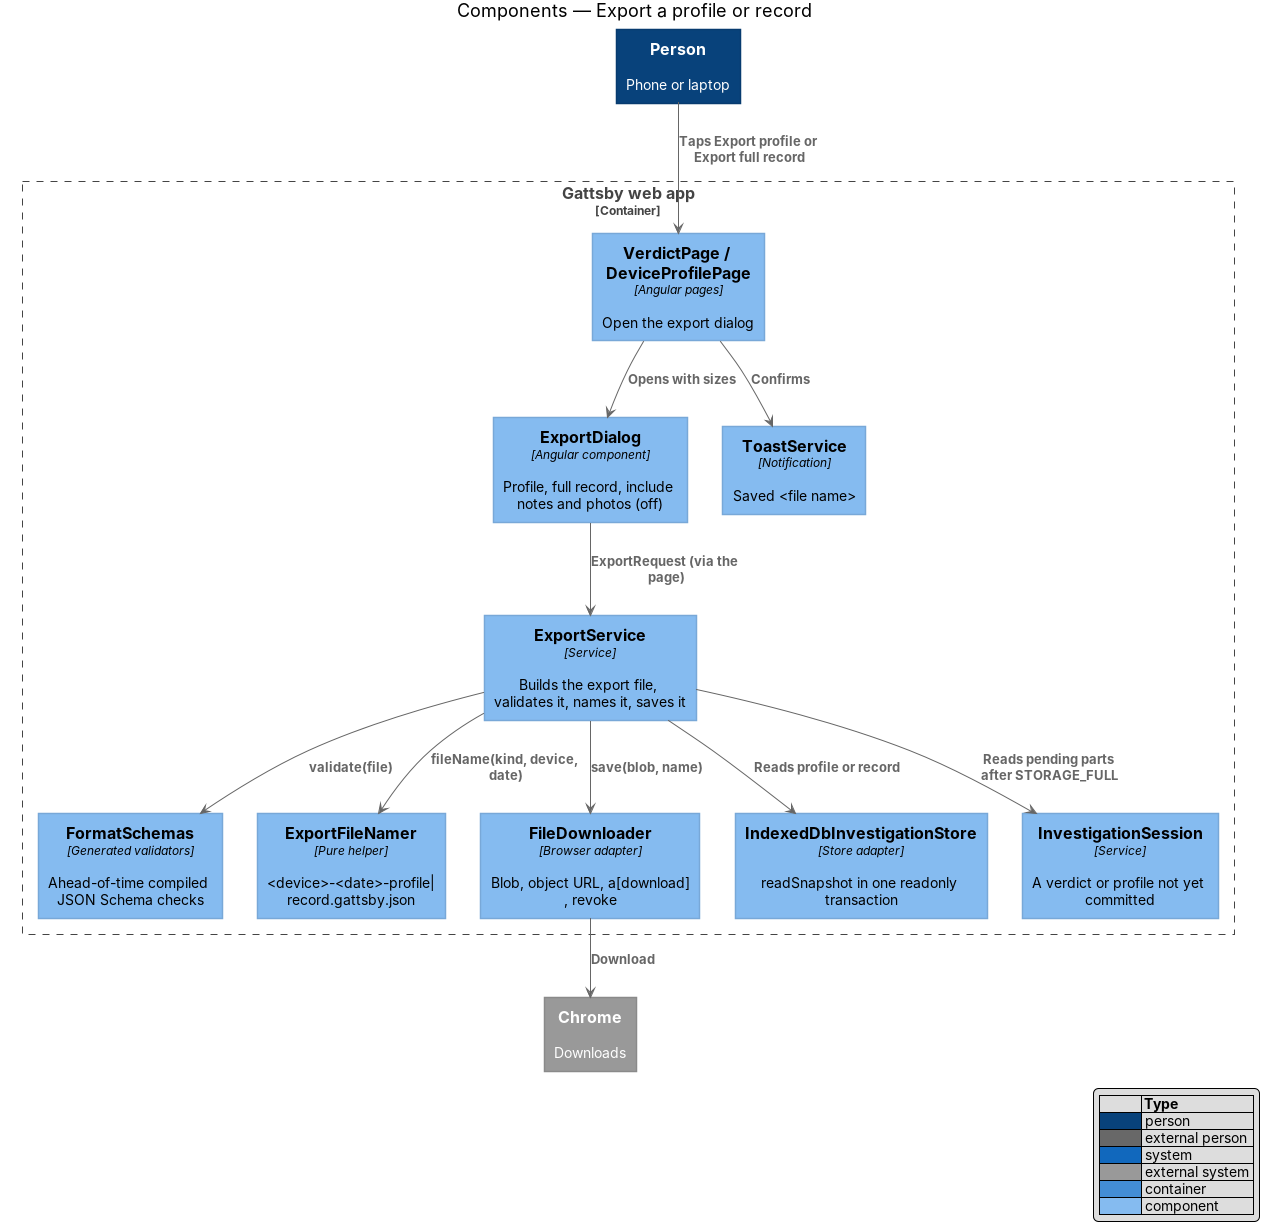 Components — Export a profile or record
Person
Phone or laptop
Taps Export profile or
Export full record
Gattsby web app
[Container]
VerdictPage /
DeviceProfilePage
[Angular pages]
Open the export dialog
Opens with sizes
Confirms
ExportDialog
[Angular component]
Profile, full record, include
notes and photos (off)
ToastService
[Notification]
Saved <file name>
ExportRequest (via the
page)
ExportService
[Service]
Builds the export file,
validates it, names it, saves it
validate(file)
fileName(kind, device,
date)
save(blob, name)
Reads profile or record
Reads pending parts
after STORAGE_FULL
FormatSchemas
[Generated validators]
Ahead-of-time compiled
JSON Schema checks
ExportFileNamer
[Pure helper]
<device>-<date>-profile|
record.gattsby.json
FileDownloader
[Browser adapter]
Blob, object URL, a[download]
, revoke
IndexedDbInvestigationStore
[Store adapter]
readSnapshot in one readonly
transaction
InvestigationSession
[Service]
A verdict or profile not yet
committed
Download
Chrome
Downloads
Type
person
external person
system
external system
container
component